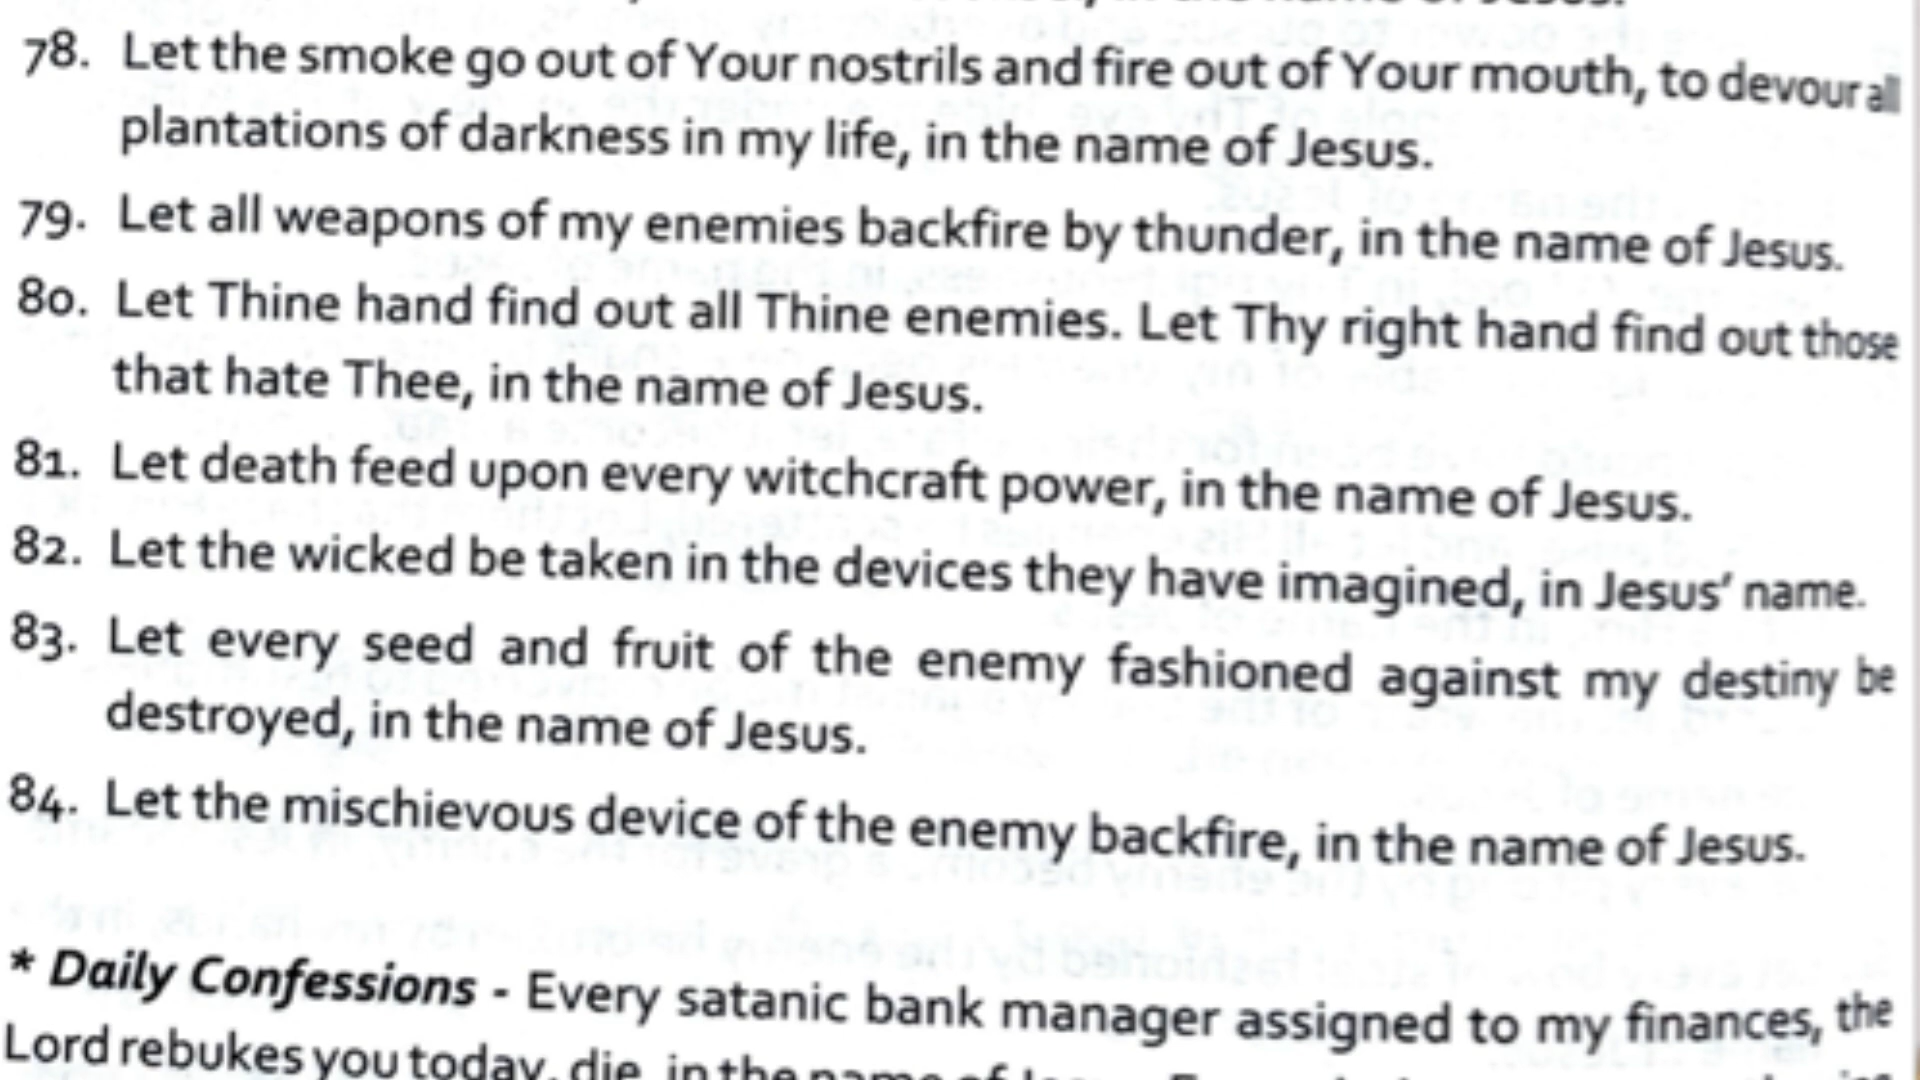 in the name of Jesus.
78. Let the smoke go out of Your nostrils and fire out of Your mouth, to devour all
plantations of darkness in my life, in the name of Jesus.
79. Let all weapons of my enemies backfire by thunder, in the name of Jesus.
80. Let Thine hand find out all Thine enemies. Let Thy right hand find out those
that hate Thee, in the name of Jesus.
81. Let death feed upon every witchcraft power, in the name of Jesus.
82. Let the wicked be taken in the devices they have imagined, in Jesus’ name.
83. Let every seed and fruit of the enemy fashioned against my destiny be
destroyed, in the name of Jesus.
84. Let the mischievous device of the enemy backfire, in the name of Jesus.
* Daily Confessions - Every satanic bank manager assigned to my finances, the
Lord rebukes you today, die, in the name of